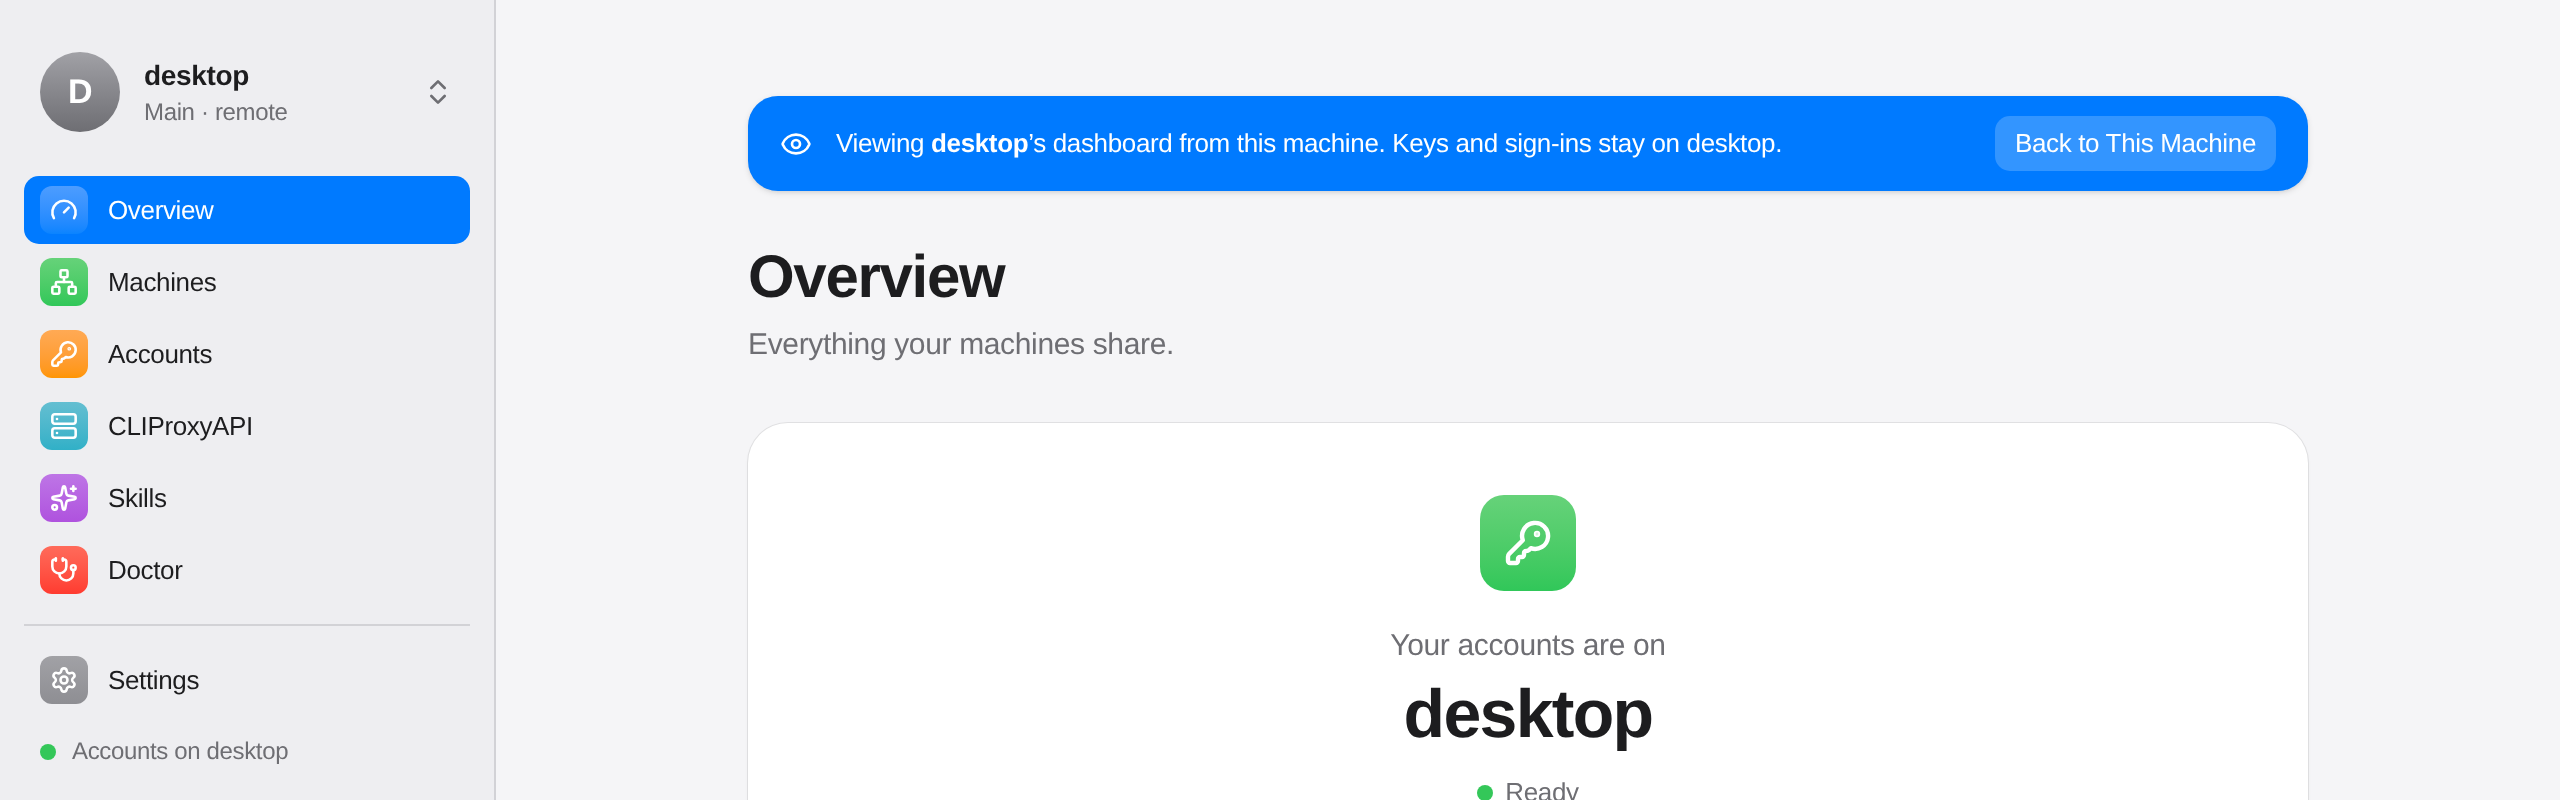 D
desktop
Main · remote
Overview
Machines
Accounts
CLIProxyAPI
Skills
Doctor
Settings
Accounts on desktop
Viewing desktop’s dashboard from this machine. Keys and sign-ins stay on desktop.
Back to This Machine
Overview
Everything your machines share.
Your accounts are on
desktop
Ready